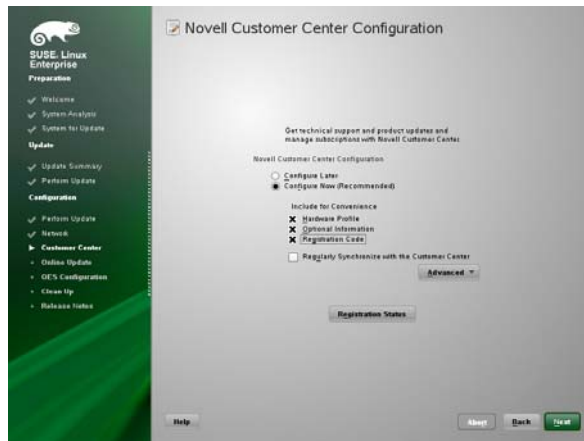 SUSE. Linux
Enterprise
Preparation
Welcome
System Analysis
System for Update
Update
Update Summary
Perform Update
Configuration
Perform Update
Network
Customer Center
Online Update
OES Configuration
Clean Up
Release Notes
Novell Customer Center Configuration
Get technical support and product updates and
manage subscriptions with Novell Customer Center.
Novell Customer Center Configuration
Configure Later
Configure Now (Recommended)
Include for Convenience
Hardware Profile
Optional Information
Registration Code
Regularly Synchronize with the Customer Center
Advanced
Registration Status
Help
Abort
Back
Next